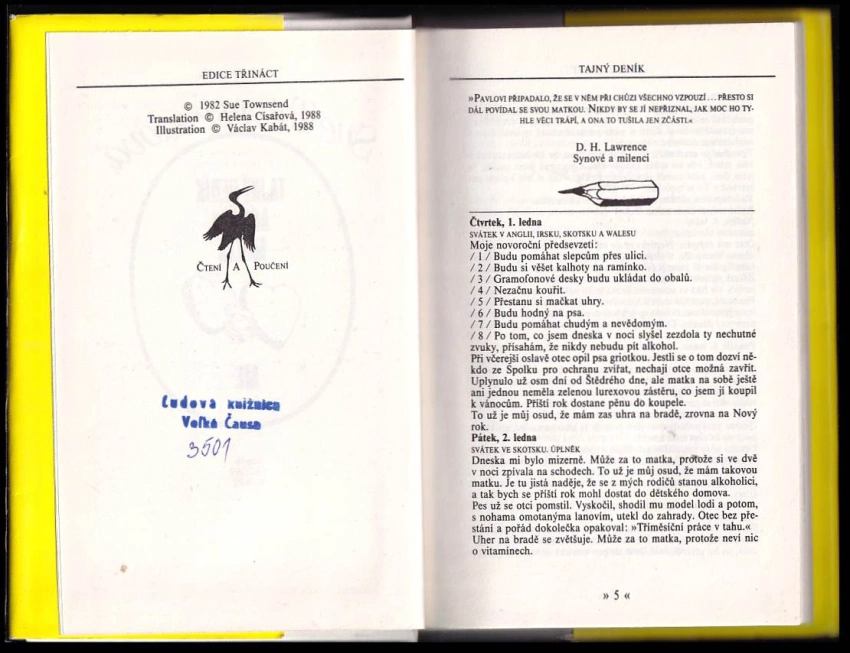 EDICE TŘINÁCT
© 1982 Sue Townsend
Translation © Helena Císařová, 1988
Illustration © Václav Kabát, 1988
ČTENÍ A POUČENÍ
Ľudová knižnica
Veľká Čausa
3501
TAJNÝ DENÍK
»PAVLOVI PŘIPADALO, ŽE SE V NĚM PŘI CHŮZI VŠECHNO VZPOUZÍ... PŘESTO SI
DÁL POVÍDAL SE SVOU MATKOU. NIKDY BY SE JÍ NEPŘIZNAL, JAK MOC HO TY-
HLE VĚCI TRÁPÍ, A ONA TO TUŠILA JEN ZČÁSTI.«
D. H. Lawrence
Synové a milenci
Čtvrtek, 1. ledna
SVÁTEK V ANGLII, IRSKU, SKOTSKU A WALESU
Moje novoroční předsevzetí:
/ 1 / Budu pomáhat slepcům přes ulici.
/ 2 / Budu si věšet kalhoty na ramínko.
/ 3 / Gramofonové desky budu ukládat do obalů.
/ 4 / Nezačnu kouřit.
/ 5 / Přestanu si mačkat uhry.
/ 6 / Budu hodný na psa.
/ 7 / Budu pomáhat chudým a nevědomým.
/ 8 / Po tom, co jsem dneska v noci slyšel zezdola ty nechutné
zvuky, přísahám, že nikdy nebudu pít alkohol.
Při včerejší oslavě otec opil psa griotkou. Jestli se o tom dozví ně-
kdo ze Spolku pro ochranu zvířat, nechají otce možná zavřít.
Uplynulo už osm dní od Štědrého dne, ale matka na sobě ještě
ani jednou neměla zelenou lurexovou zástěru, co jsem jí koupil
k vánocům. Příští rok dostane pěnu do koupele.
To už je můj osud, že mám zas uhra na bradě, zrovna na Nový
rok.
Pátek, 2. ledna
SVÁTEK VE SKOTSKU. ÚPLNĚK
Dneska mi bylo mizerně. Může za to matka, protože si ve dvě
v noci zpívala na schodech. To už je můj osud, že mám takovou
matku. Je tu jistá naděje, že se z mých rodičů stanou alkoholici,
a tak bych se příští rok mohl dostat do dětského domova.
Pes už se otci pomstil. Vyskočil, shodil mu model lodi a potom,
s nohama omotanýma lanovím, utekl do zahrady. Otec bez pře-
stání a pořád dokolečka opakoval: »Tříměsíční práce v tahu.«
Uher na bradě se zvětšuje. Může za to matka, protože neví nic
o vitamínech.
» 5 «